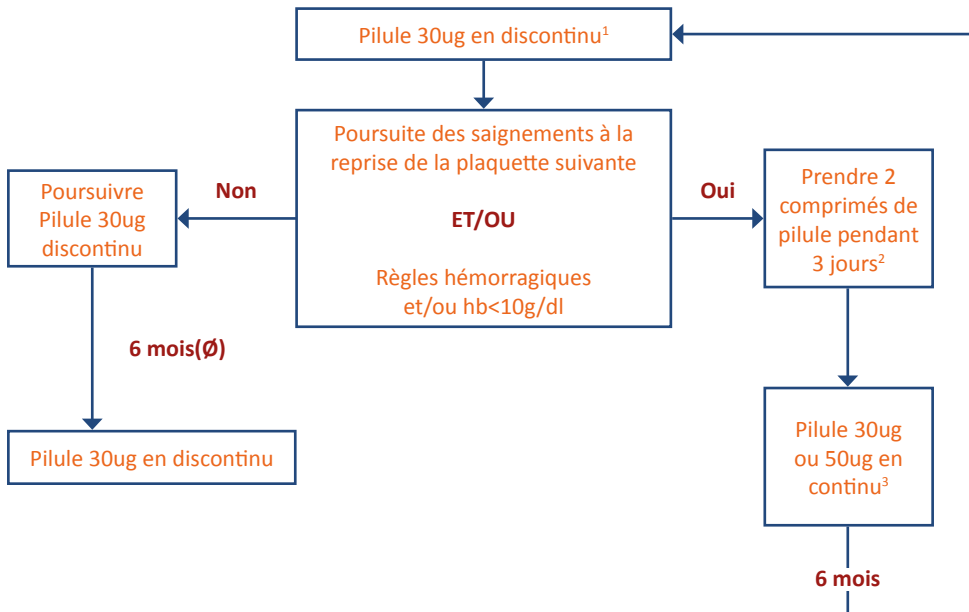 Pilule 30ug en discontinu¹
Poursuite des saignements à la
reprise de la plaquette suivante
ET/OU
Règles hémorragiques
et/ou hb<10g/dl
Non
Poursuivre
Pilule 30ug
discontinu
6 mois(Ø)
Pilule 30ug en discontinu
Oui
Prendre 2
comprimés de
pilule pendant
3 jours²
Pilule 30ug
ou 50ug en
continu³
6 mois